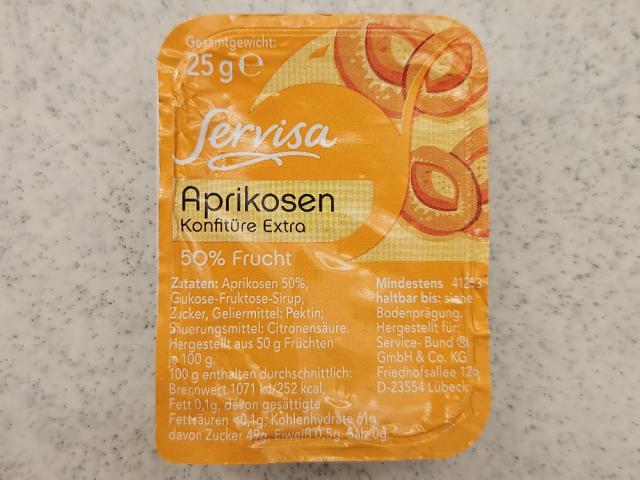 Gesamtgewicht:
25 g ℮
Servisa
Aprikosen
Konfitüre Extra
50% Frucht
Zutaten: Aprikosen 50%,
Glukose-Fruktose-Sirup,
Zucker, Geliermittel: Pektin;
Säuerungsmittel: Citronensäure.
Hergestellt aus 50 g Früchten
je 100 g.
100 g enthalten durchschnittlich:
Brennwert 1071 kJ/252 kcal,
Fett 0,1g, davon gesättigte
Fettsäuren <0,1g, Kohlenhydrate 61g,
davon Zucker 49g, Eiweiß 0,5g, Salz 0g
Mindestens
haltbar bis: siehe
Bodenprägung.
Hergestellt für:
Service- Bund ®
GmbH & Co. KG
Friedhofsallee
D-23554 Lübeck